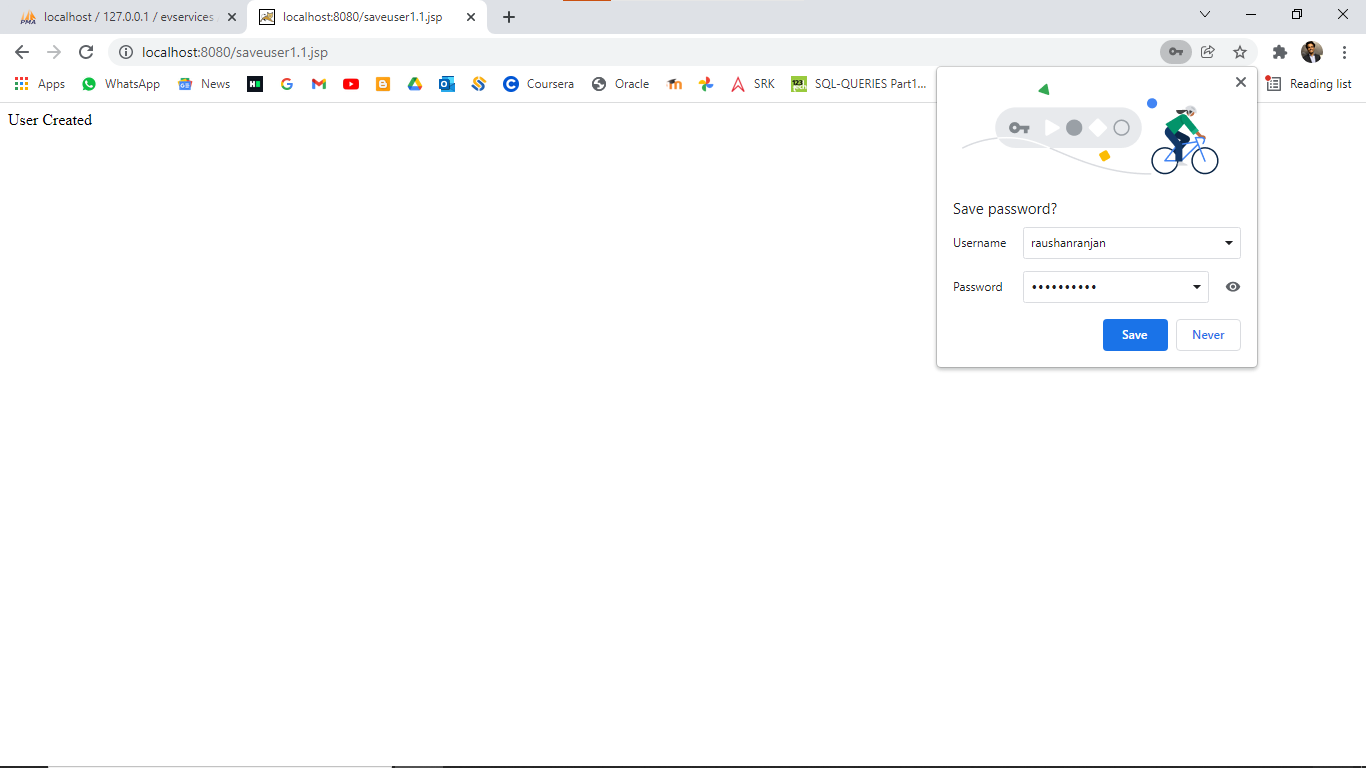 localhost / 127.0.0.1 / evservices
localhost:8080/saveuser1.1.jsp
localhost:8080/saveuser1.1.jsp
Apps WhatsApp News Coursera Oracle SRK SQL-QUERIES Part1... Reading list
User Created
Save password?
Username raushanranjan
Password ••••••••••
Save Never